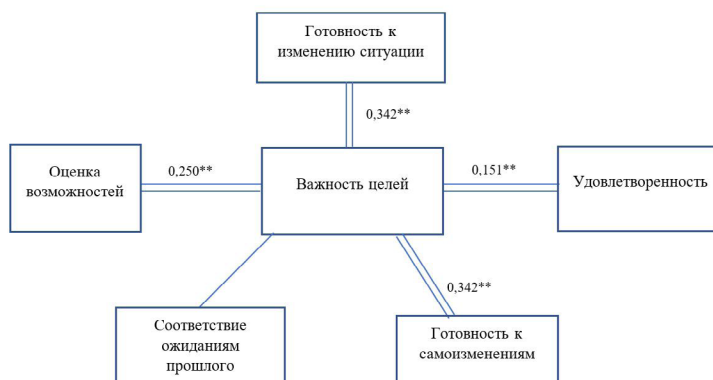 Готовность к
изменению ситуации
0,342**
Оценка
возможностей
0,250**
Важность целей
0,151**
Удовлетворенность
0,342**
Соответствие
ожиданиям
прошлого
Готовность к
самоизменениям